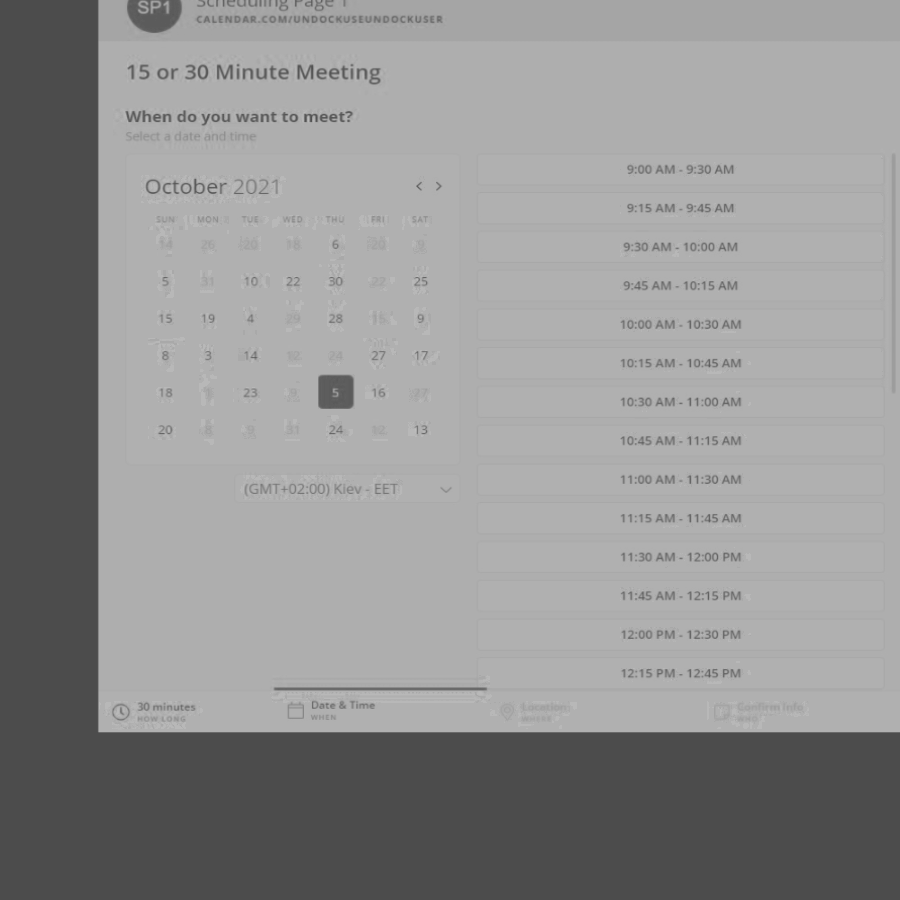 SP1
Scheduling Page 1
CALENDAR.COM/UNDOCKUSEUNDOCKUSER
15 or 30 Minute Meeting
When do you want to meet?
Select a date and time
October 2021 < >
SUN MON TUE WED THU FRI SAT
14 26 20 18 6 20 9
5 31 10 22 30 22 25
15 19 4 29 28 15 9
8 3 14 12 24 27 17
18 23 5 16
20 8 9 31 24 12 13
(GMT+02:00) Kiev - EET
9:00 AM - 9:30 AM
9:15 AM - 9:45 AM
9:30 AM - 10:00 AM
9:45 AM - 10:15 AM
10:00 AM - 10:30 AM
10:15 AM - 10:45 AM
10:30 AM - 11:00 AM
10:45 AM - 11:15 AM
11:00 AM - 11:30 AM
11:15 AM - 11:45 AM
11:30 AM - 12:00 PM
11:45 AM - 12:15 PM
12:00 PM - 12:30 PM
12:15 PM - 12:45 PM
30 minutes
HOW LONG
Date & Time
WHEN
Location
WHERE
Confirm Info
WHO